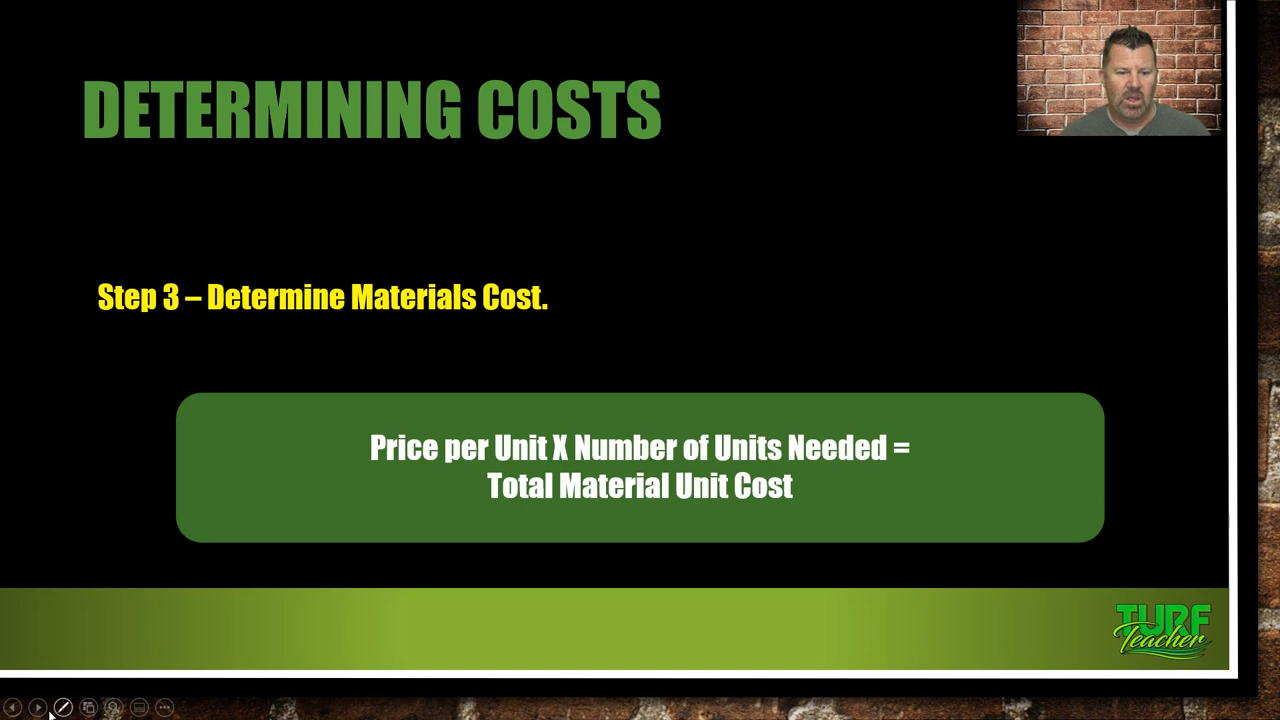 DETERMINING COSTS
Step 3 – Determine Materials Cost.
Price per Unit X Number of Units Needed =
Total Material Unit Cost
TURF
Teacher